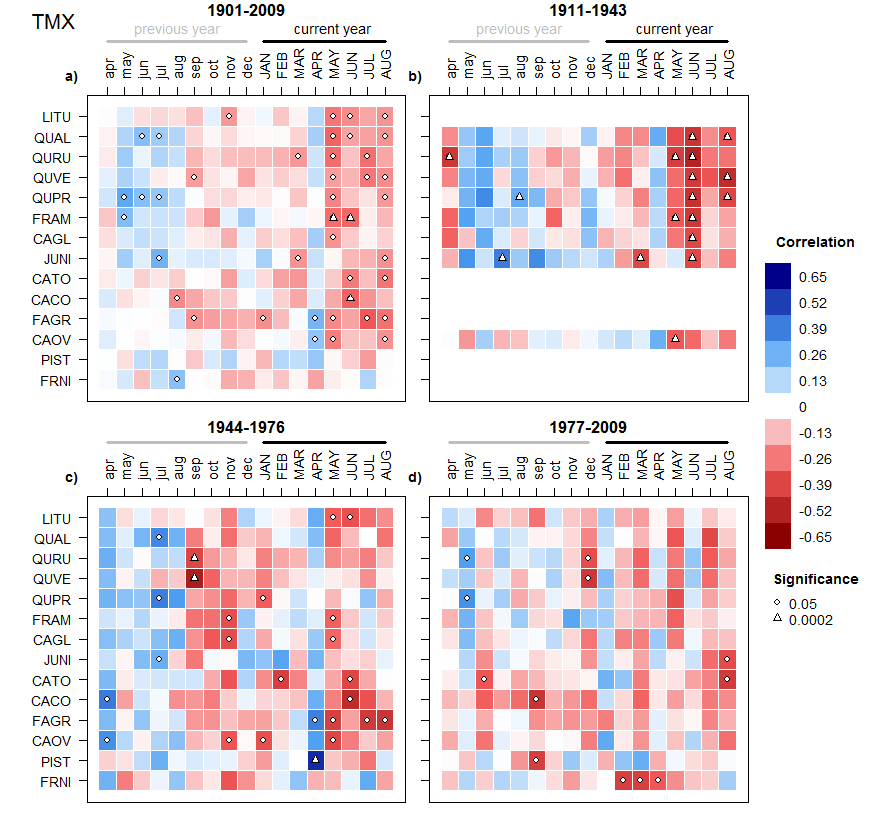 TMX
1901-2009
previous year current year
a) apr may jun jul aug sep oct nov dec JAN FEB MAR APR MAY JUN JUL AUG
LITU
QUAL
QURU
QUVE
QUPR
FRAM
CAGL
JUNI
CATO
CACO
FAGR
CAOV
PIST
FRNI
1911-1943
previous year current year
b) apr may jun jul aug sep oct nov dec JAN FEB MAR APR MAY JUN JUL AUG
1944-1976
c) apr may jun jul aug sep oct nov dec JAN FEB MAR APR MAY JUN JUL AUG
LITU
QUAL
QURU
QUVE
QUPR
FRAM
CAGL
JUNI
CATO
CACO
FAGR
CAOV
PIST
FRNI
1977-2009
d) apr may jun jul aug sep oct nov dec JAN FEB MAR APR MAY JUN JUL AUG
Correlation
0.65
0.52
0.39
0.26
0.13
0
-0.13
-0.26
-0.39
-0.52
-0.65
Significance
0.05
0.0002